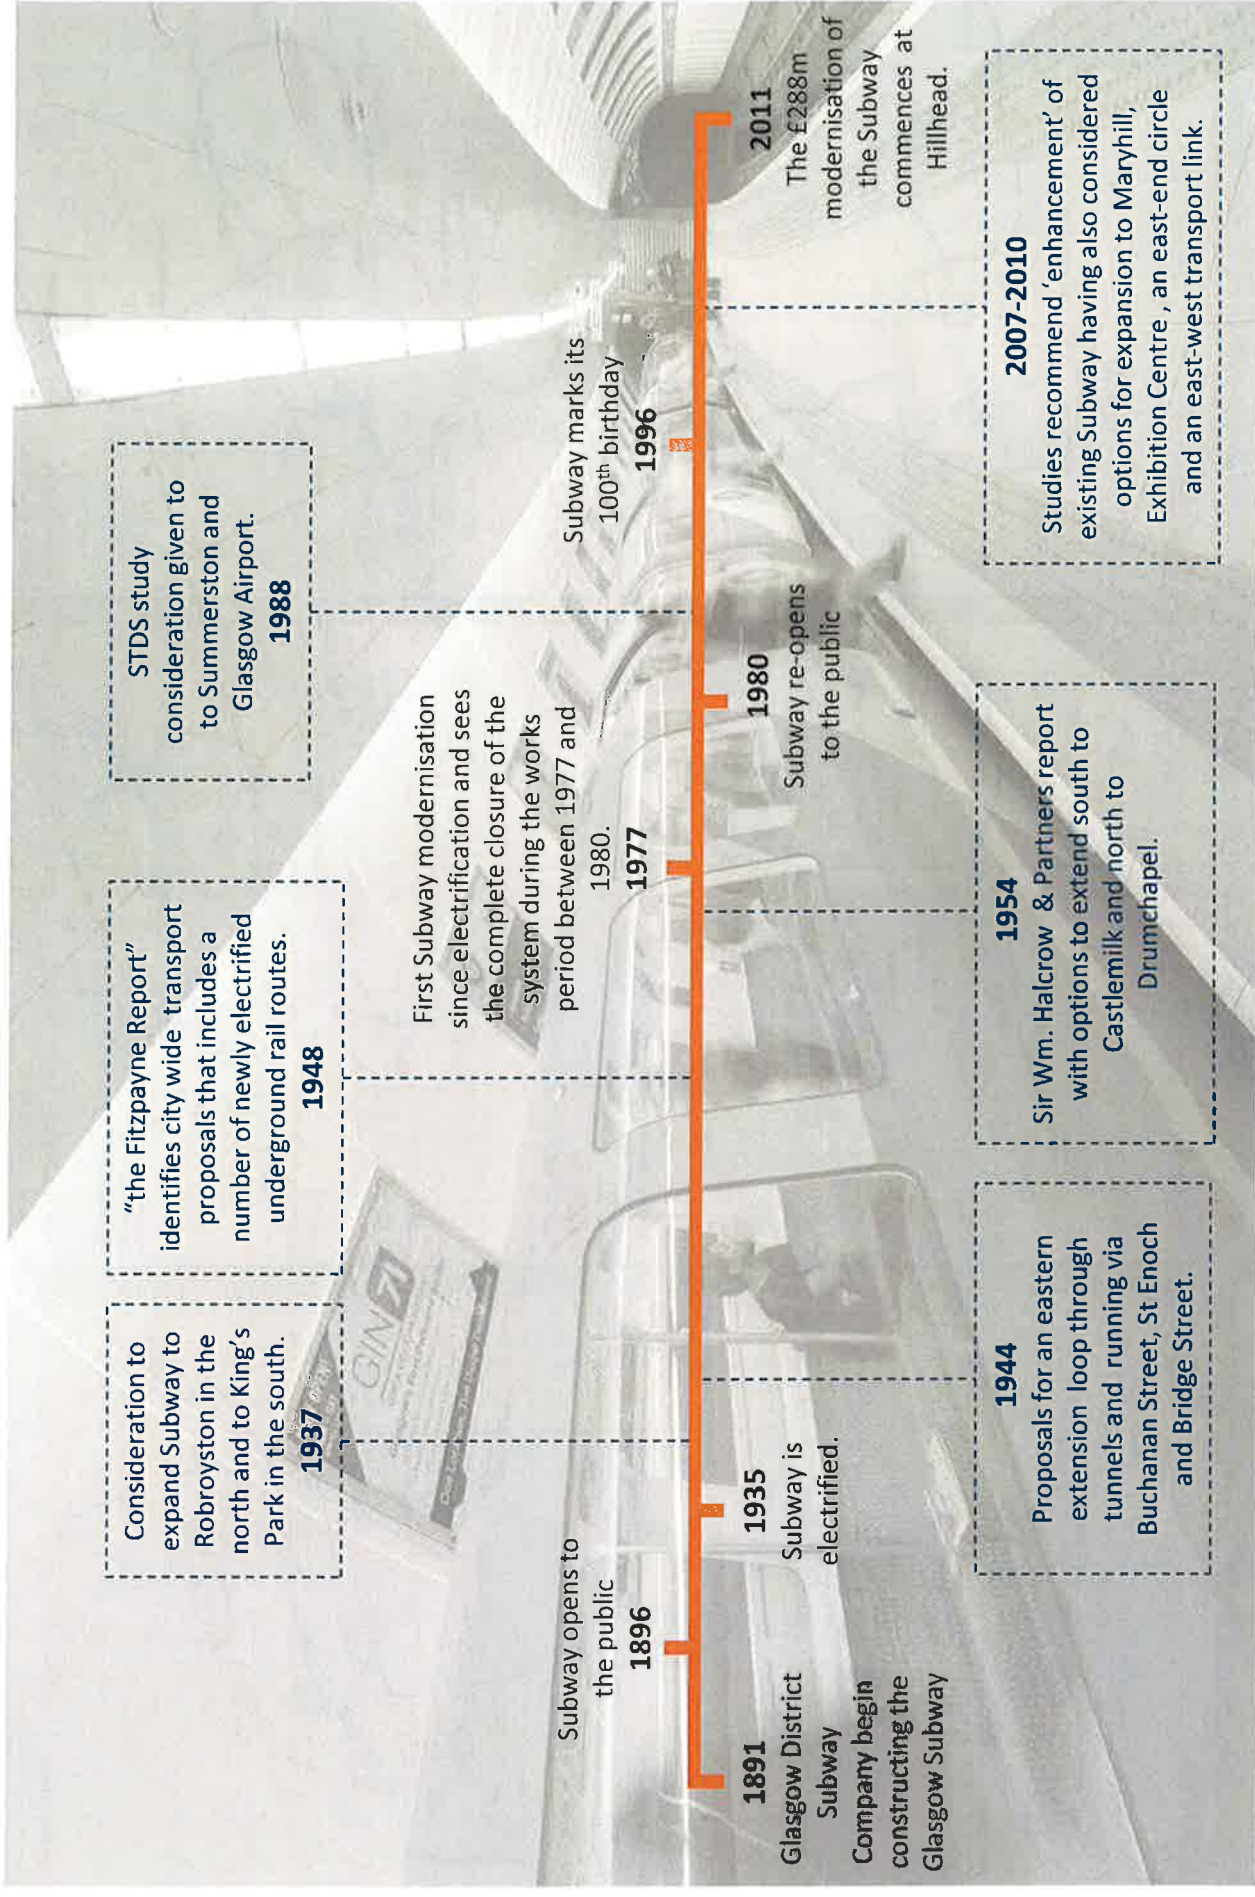 Consideration to
expand Subway to
Robroyston in the
north and to King's
Park in the south.
1937
"the Fitzpayne Report"
identifies city wide transport
proposals that includes a
number of newly electrified
underground rail routes.
1948
STDS study
consideration given to
to Summerston and
Glasgow Airport.
1988
GIN71
Subway opens to
the public
1896
First Subway modernisation
since electrification and sees
the complete closure of the
system during the works
period between 1977 and
1980.
1977
Subway marks its
100th birthday
1996
1891
Glasgow District
Subway
Company begin
constructing the
Glasgow Subway
1935
Subway is
electrified.
1980
Subway re-opens
to the public
2011
The £288m
modernisation of
the Subway
commences at
Hillhead.
1944
Proposals for an eastern
extension loop through
tunnels and running via
Buchanan Street, St Enoch
and Bridge Street.
1954
Sir Wm. Halcrow & Partners report
with options to extend south to
Castlemilk and north to
Drumchapel.
2007-2010
Studies recommend 'enhancement' of
existing Subway having also considered
options for expansion to Maryhill,
Exhibition Centre , an east-end circle
and an east-west transport link.